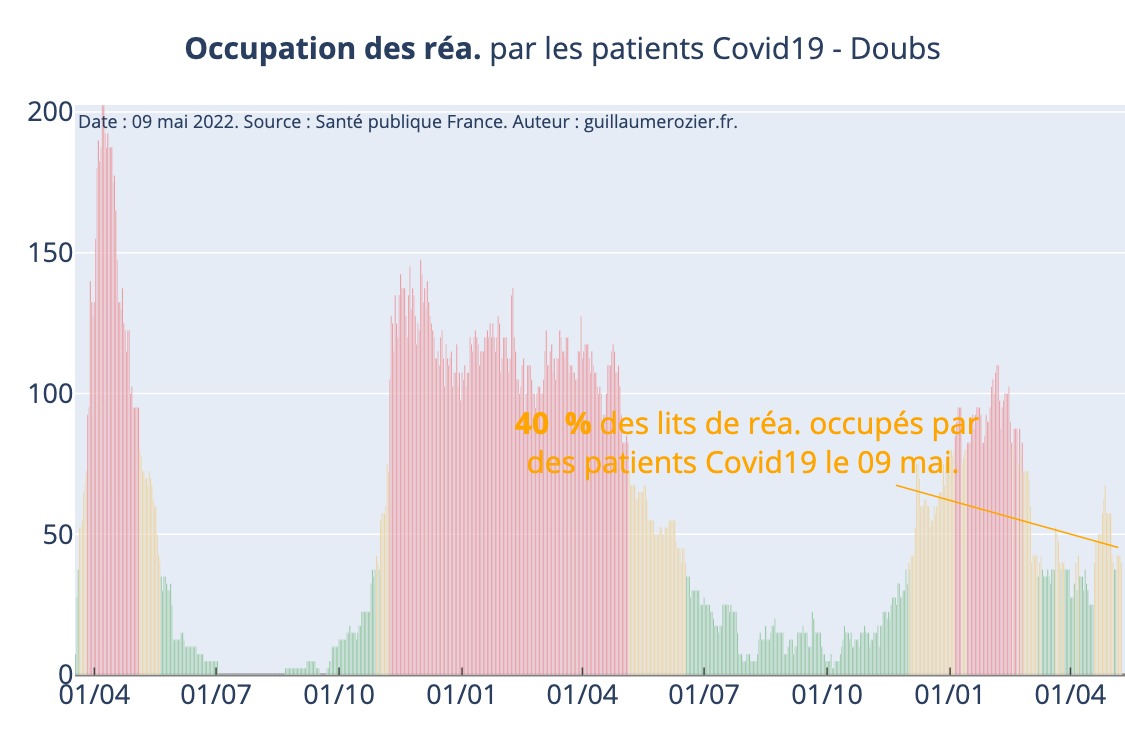 Occupation des réa. par les patients Covid19 - Doubs
200
Date : 09 mai 2022. Source : Santé publique France. Auteur : guillaumerozier.fr.
150
100
40 % des lits de réa. occupés par
des patients Covid19 le 09 mai.
50
0
01/04 01/07 01/10 01/01 01/04 01/07 01/10 01/01 01/04